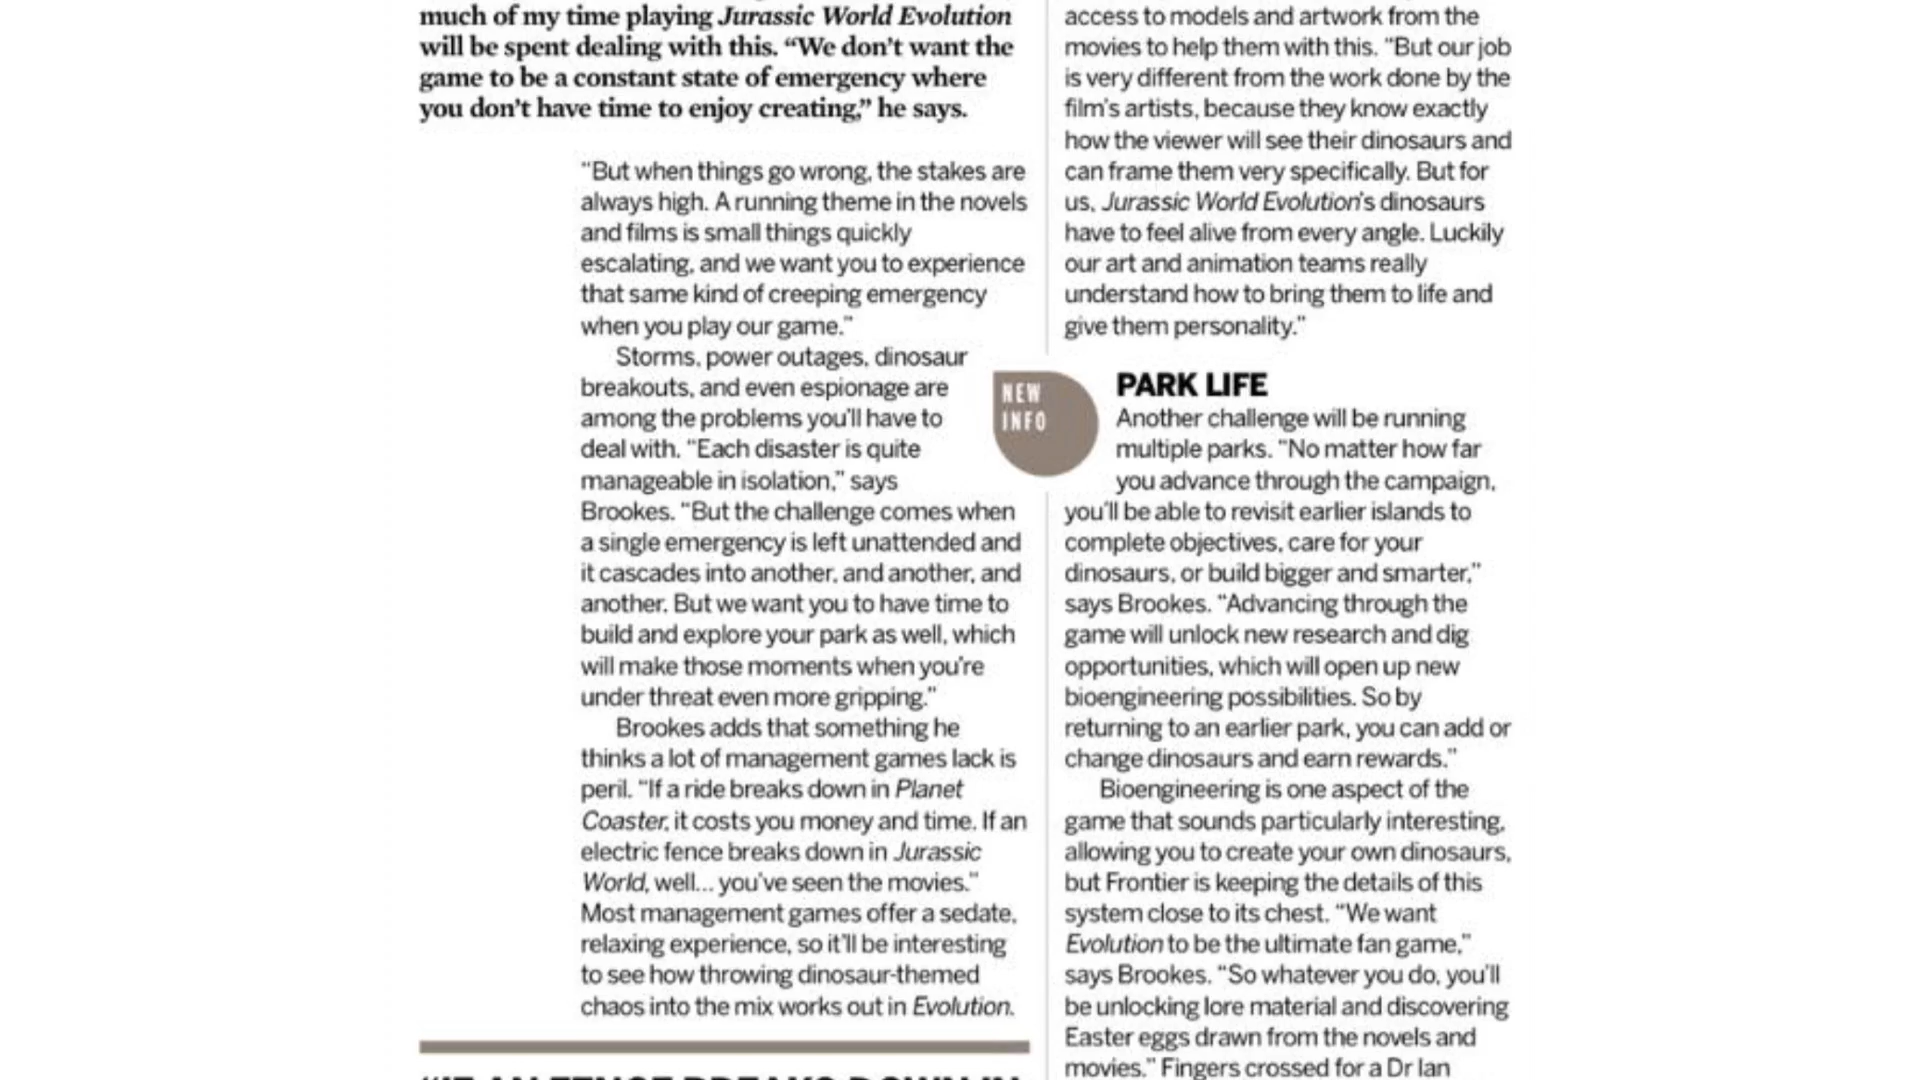 much of my time playing Jurassic World Evolution
will be spent dealing with this. “We don’t want the
game to be a constant state of emergency where
you don’t have time to enjoy creating,” he says.
“But when things go wrong, the stakes are
always high. A running theme in the novels
and films is small things quickly
escalating, and we want you to experience
that same kind of creeping emergency
when you play our game.”
Storms, power outages, dinosaur
breakouts, and even espionage are
among the problems you’ll have to
deal with. “Each disaster is quite
manageable in isolation,” says
Brookes. “But the challenge comes when
a single emergency is left unattended and
it cascades into another, and another, and
another. But we want you to have time to
build and explore your park as well, which
will make those moments when you’re
under threat even more gripping.”
Brookes adds that something he
thinks a lot of management games lack is
peril. “If a ride breaks down in Planet
Coaster, it costs you money and time. If an
electric fence breaks down in Jurassic
World, well... you’ve seen the movies.”
Most management games offer a sedate,
relaxing experience, so it’ll be interesting
to see how throwing dinosaur-themed
chaos into the mix works out in Evolution.
access to models and artwork from the
movies to help them with this. “But our job
is very different from the work done by the
film’s artists, because they know exactly
how the viewer will see their dinosaurs and
can frame them very specifically. But for
us, Jurassic World Evolution’s dinosaurs
have to feel alive from every angle. Luckily
our art and animation teams really
understand how to bring them to life and
give them personality.”
NEW
INFO
PARK LIFE
Another challenge will be running
multiple parks. “No matter how far
you advance through the campaign,
you’ll be able to revisit earlier islands to
complete objectives, care for your
dinosaurs, or build bigger and smarter,”
says Brookes. “Advancing through the
game will unlock new research and dig
opportunities, which will open up new
bioengineering possibilities. So by
returning to an earlier park, you can add or
change dinosaurs and earn rewards.”
Bioengineering is one aspect of the
game that sounds particularly interesting,
allowing you to create your own dinosaurs,
but Frontier is keeping the details of this
system close to its chest. “We want
Evolution to be the ultimate fan game,”
says Brookes. “So whatever you do, you’ll
be unlocking lore material and discovering
Easter eggs drawn from the novels and
movies.” Fingers crossed for a Dr Ian